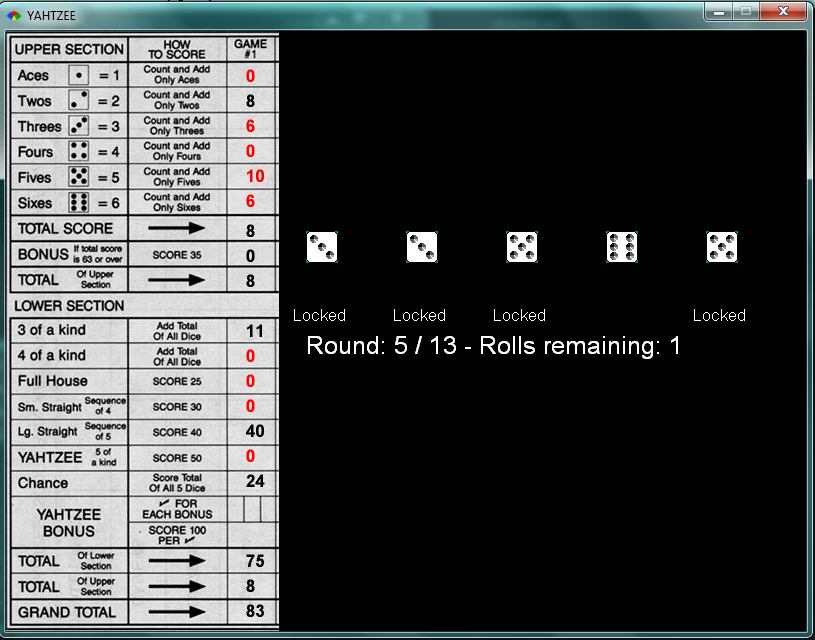 YAHTZEE
UPPER SECTION HOW TO SCORE GAME #1
Aces = 1 Count and Add Only Aces 0
Twos = 2 Count and Add Only Twos 8
Threes = 3 Count and Add Only Threes 6
Fours = 4 Count and Add Only Fours 0
Fives = 5 Count and Add Only Fives 10
Sixes = 6 Count and Add Only Sixes 6
TOTAL SCORE 8
BONUS If total score is 63 or over SCORE 35 0
TOTAL Of Upper Section 8
LOWER SECTION
3 of a kind Add Total Of All Dice 11
4 of a kind Add Total Of All Dice 0
Full House SCORE 25 0
Sm. Straight Sequence of 4 SCORE 30 0
Lg. Straight Sequence of 5 SCORE 40 40
YAHTZEE 5 of a kind SCORE 50 0
Chance Score Total Of All 5 Dice 24
YAHTZEE BONUS ✓ FOR EACH BONUS
SCORE 100 PER ✓
TOTAL Of Lower Section 75
TOTAL Of Upper Section 8
GRAND TOTAL 83
Locked Locked Locked Locked
Round: 5 / 13 - Rolls remaining: 1